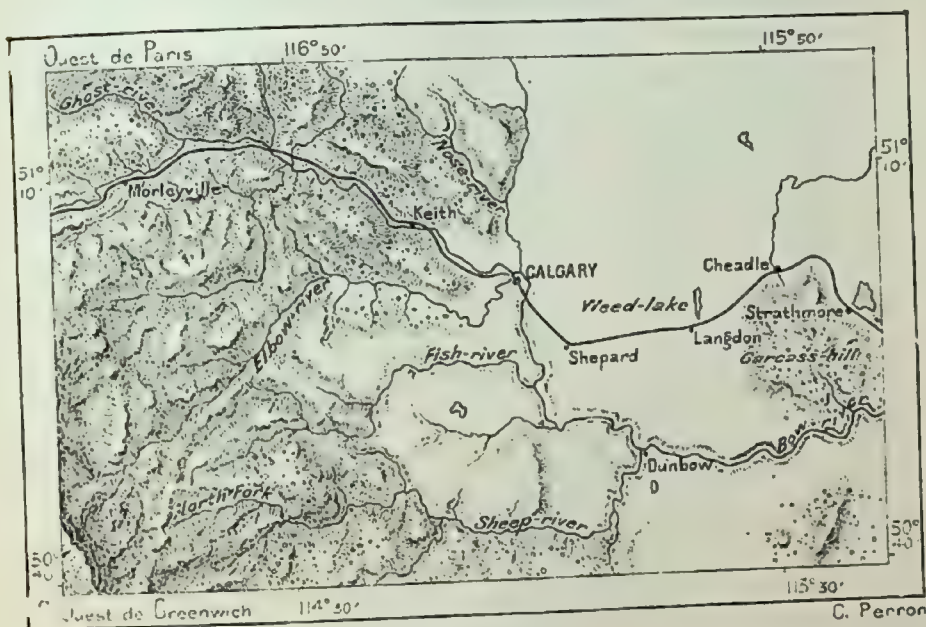 Ouest de Paris
116°50'
115°50'
Ghost-river
Nose-river
51°
10'
51°
10'
Morleyville
Keith
CALGARY
Cheadle
Weed-lake
Strathmore
Elbow-river
Shepard
Langdon
Carcass-hill
Fish-river
Bow
Dunbow
North Fork
Sheep-river
50°
40'
50°
40'
Ouest de Greenwich
114°30'
113°30'
C. Perron